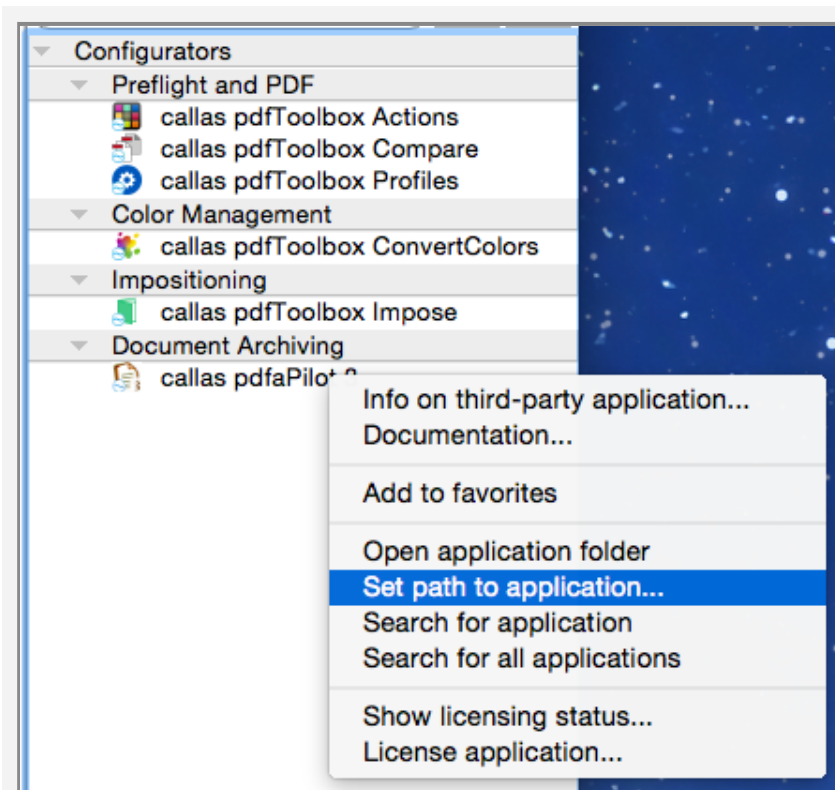 Configurators
Preflight and PDF
callas pdfToolbox Actions
callas pdfToolbox Compare
callas pdfToolbox Profiles
Color Management
callas pdfToolbox ConvertColors
Impositioning
callas pdfToolbox Impose
Document Archiving
callas pdfaPilot
Info on third-party application...
Documentation...
Add to favorites
Open application folder
Set path to application...
Search for application
Search for all applications
Show licensing status...
License application...